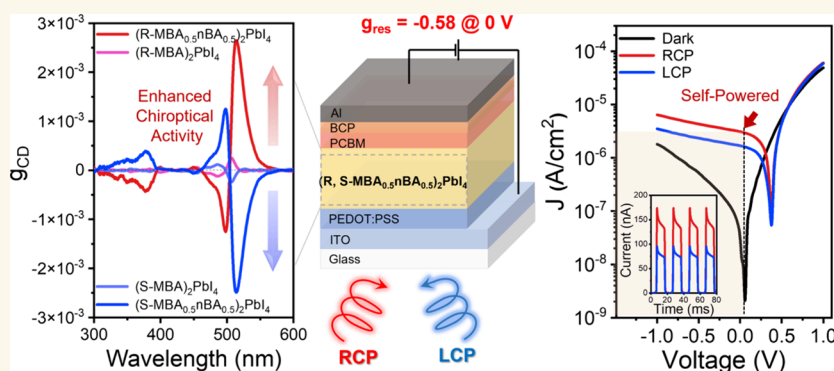 g_CD
3×10⁻³
2×10⁻³
1×10⁻³
0
-1×10⁻³
-2×10⁻³
-3×10⁻³
(R-MBA₀.₅nBA₀.₅)₂PbI₄
(R-MBA)₂PbI₄
Enhanced
Chiroptical
Activity
(S-MBA)₂PbI₄
(S-MBA₀.₅nBA₀.₅)₂PbI₄
300 400 500 600
Wavelength (nm)
g_res = -0.58 @ 0 V
Al
BCP
PCBM
(R, S-MBA₀.₅nBA₀.₅)₂PbI₄
PEDOT:PSS
ITO
Glass
RCP
LCP
J (A/cm²)
10⁻⁴
10⁻⁵
10⁻⁶
10⁻⁷
10⁻⁸
10⁻⁹
Dark
RCP
LCP
Self-Powered
Current (nA)
200
150
100
50
0
0 20 40 60 80
Time (ms)
-1.0 -0.5 0.0 0.5 1.0
Voltage (V)